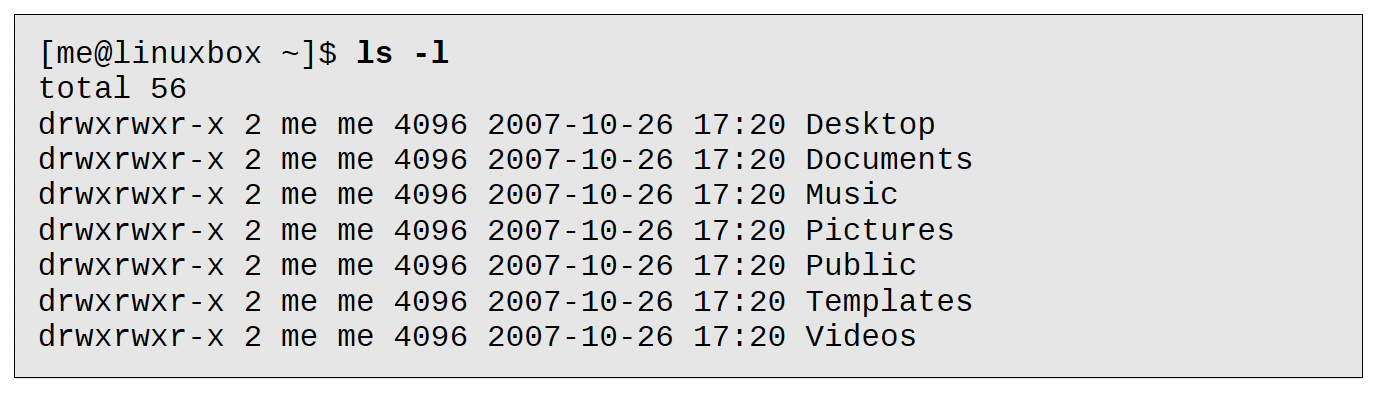 [me@linuxbox ~]$ ls -l
total 56
drwxrwxr-x 2 me me 4096 2007-10-26 17:20 Desktop
drwxrwxr-x 2 me me 4096 2007-10-26 17:20 Documents
drwxrwxr-x 2 me me 4096 2007-10-26 17:20 Music
drwxrwxr-x 2 me me 4096 2007-10-26 17:20 Pictures
drwxrwxr-x 2 me me 4096 2007-10-26 17:20 Public
drwxrwxr-x 2 me me 4096 2007-10-26 17:20 Templates
drwxrwxr-x 2 me me 4096 2007-10-26 17:20 Videos